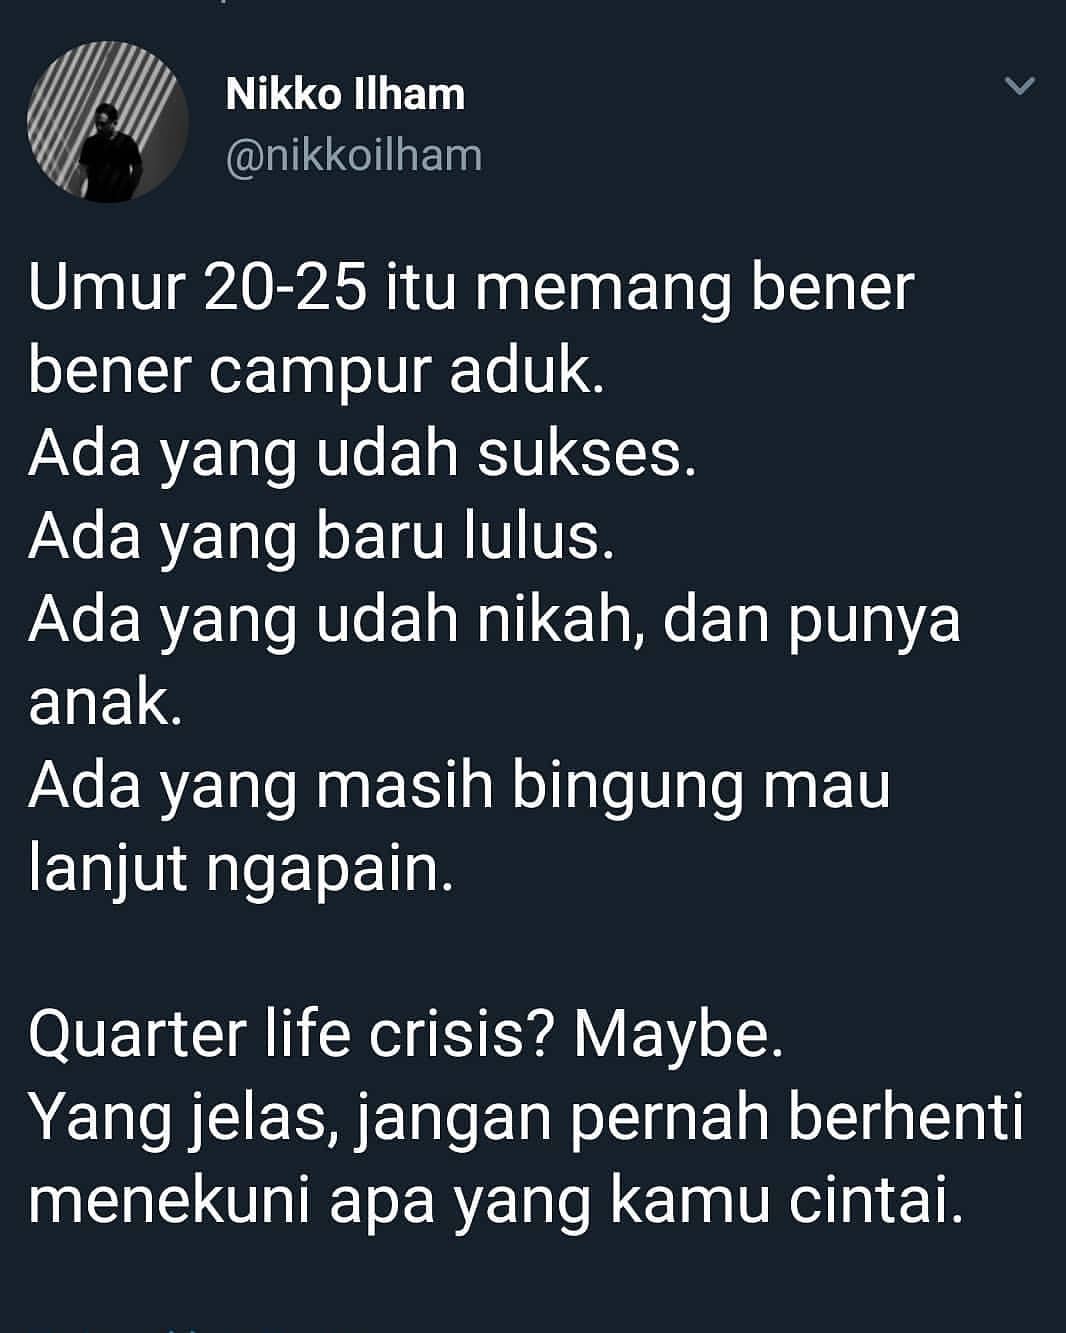 Nikko Ilham
@nikkoilham
Umur 20-25 itu memang bener
bener campur aduk.
Ada yang udah sukses.
Ada yang baru lulus.
Ada yang udah nikah, dan punya
anak.
Ada yang masih bingung mau
lanjut ngapain.
Quarter life crisis? Maybe.
Yang jelas, jangan pernah berhenti
menekuni apa yang kamu cintai.